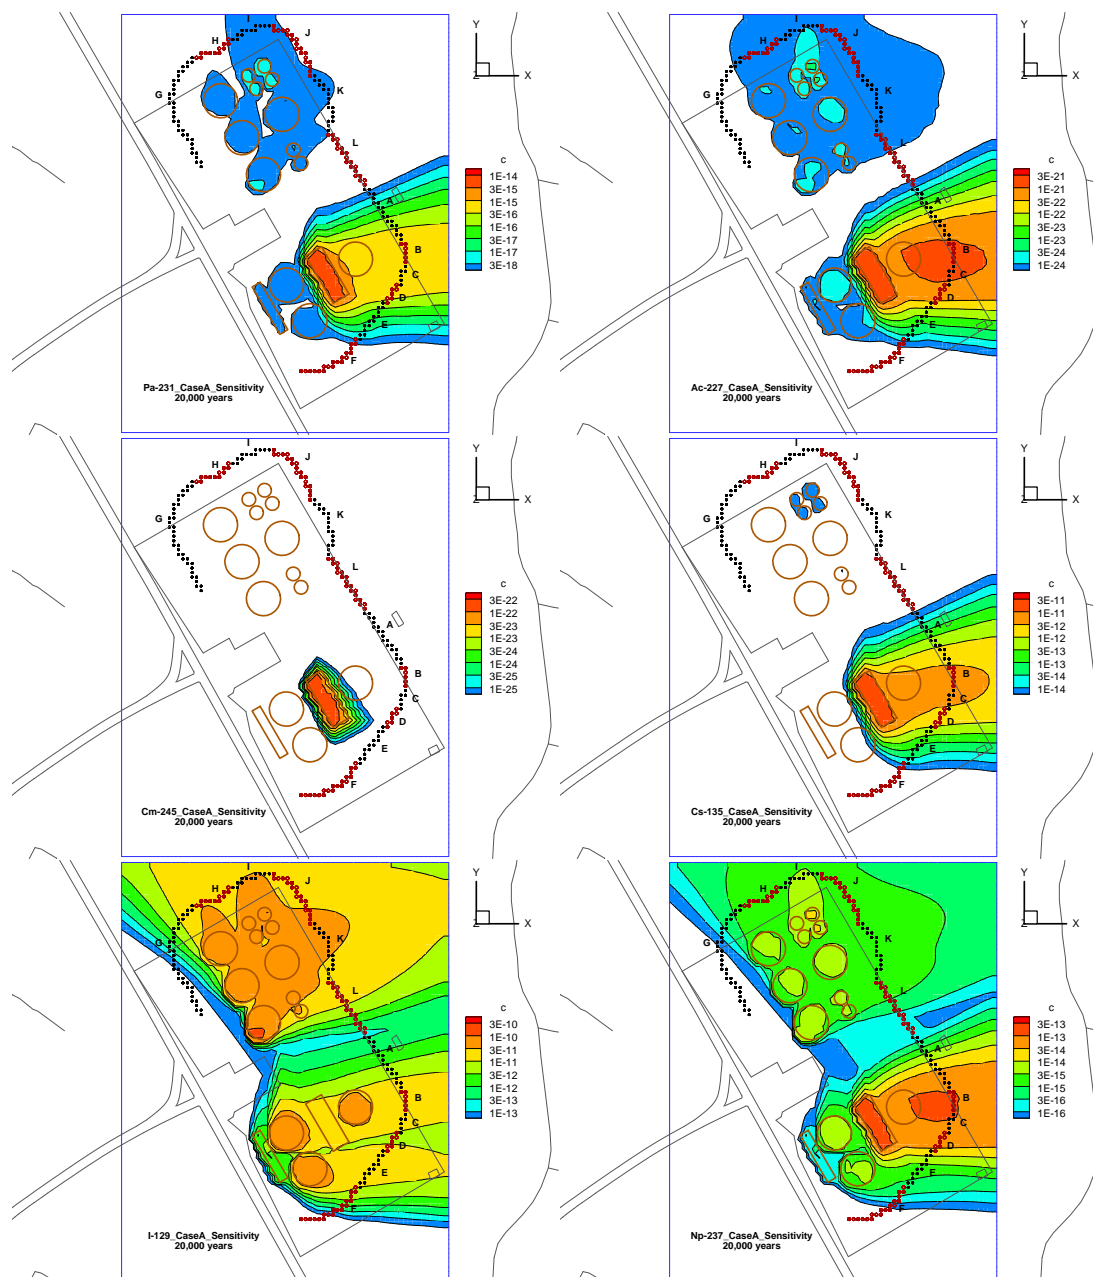 I
H
J
G
K
L
A
B
C
D
E
F
Y
Z
X
c
1E-14
3E-15
1E-15
3E-16
1E-16
3E-17
1E-17
3E-18
Pa-231_CaseA_Sensitivity
20,000 years
I
H
J
G
K
L
A
B
C
D
E
F
Y
Z
X
c
3E-21
1E-21
3E-22
1E-22
3E-23
1E-23
3E-24
1E-24
Ac-227_CaseA_Sensitivity
20,000 years
I
H
J
G
K
L
A
B
C
D
E
F
Y
Z
X
c
3E-22
1E-22
3E-23
1E-23
3E-24
1E-24
3E-25
1E-25
Cm-245_CaseA_Sensitivity
20,000 years
I
H
J
G
K
L
A
B
C
D
E
F
Y
Z
X
c
3E-11
1E-11
3E-12
1E-12
3E-13
1E-13
3E-14
1E-14
Cs-135_CaseA_Sensitivity
20,000 years
I
H
J
G
K
L
A
B
C
D
E
F
Y
Z
X
c
3E-10
1E-10
3E-11
1E-11
3E-12
1E-12
3E-13
1E-13
I-129_CaseA_Sensitivity
20,000 years
I
H
J
G
K
L
A
B
C
D
E
F
Y
Z
X
c
3E-13
1E-13
3E-14
1E-14
3E-15
1E-15
3E-16
1E-16
Np-237_CaseA_Sensitivity
20,000 years